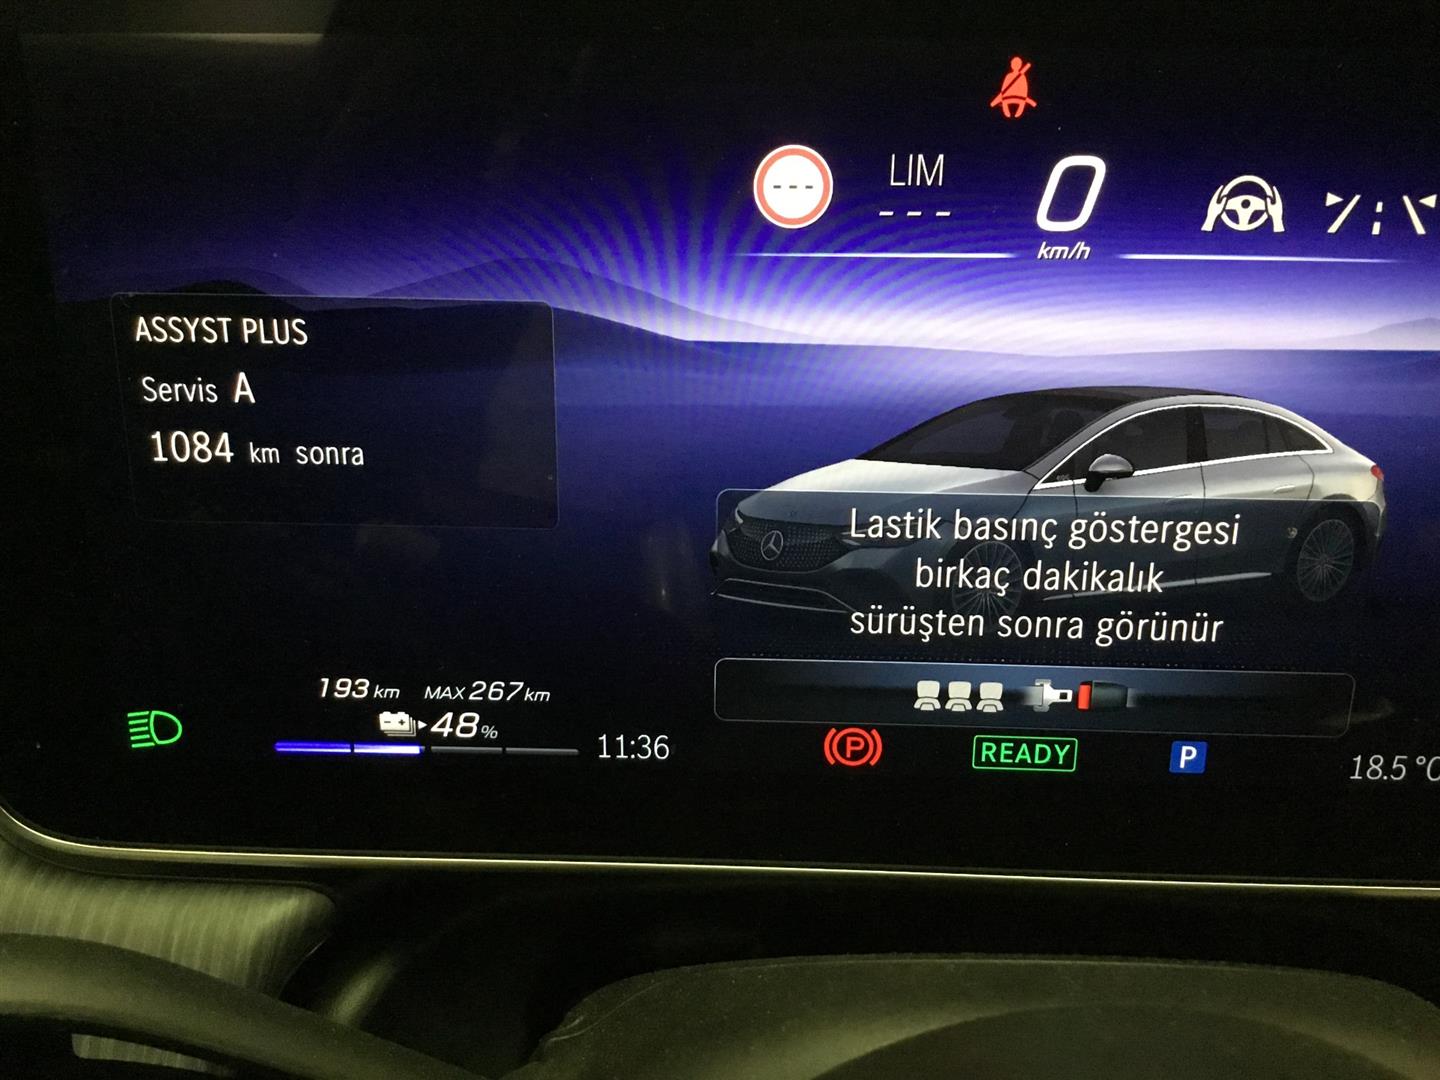 LIM
---
---
0
km/h
ASSYST PLUS
Servis A
1084 km sonra
Lastik basınç göstergesi
birkaç dakikalık
sürüşten sonra görünür
193 km MAX 267 km
48 %
11:36
P
READY
P
18.5 °C